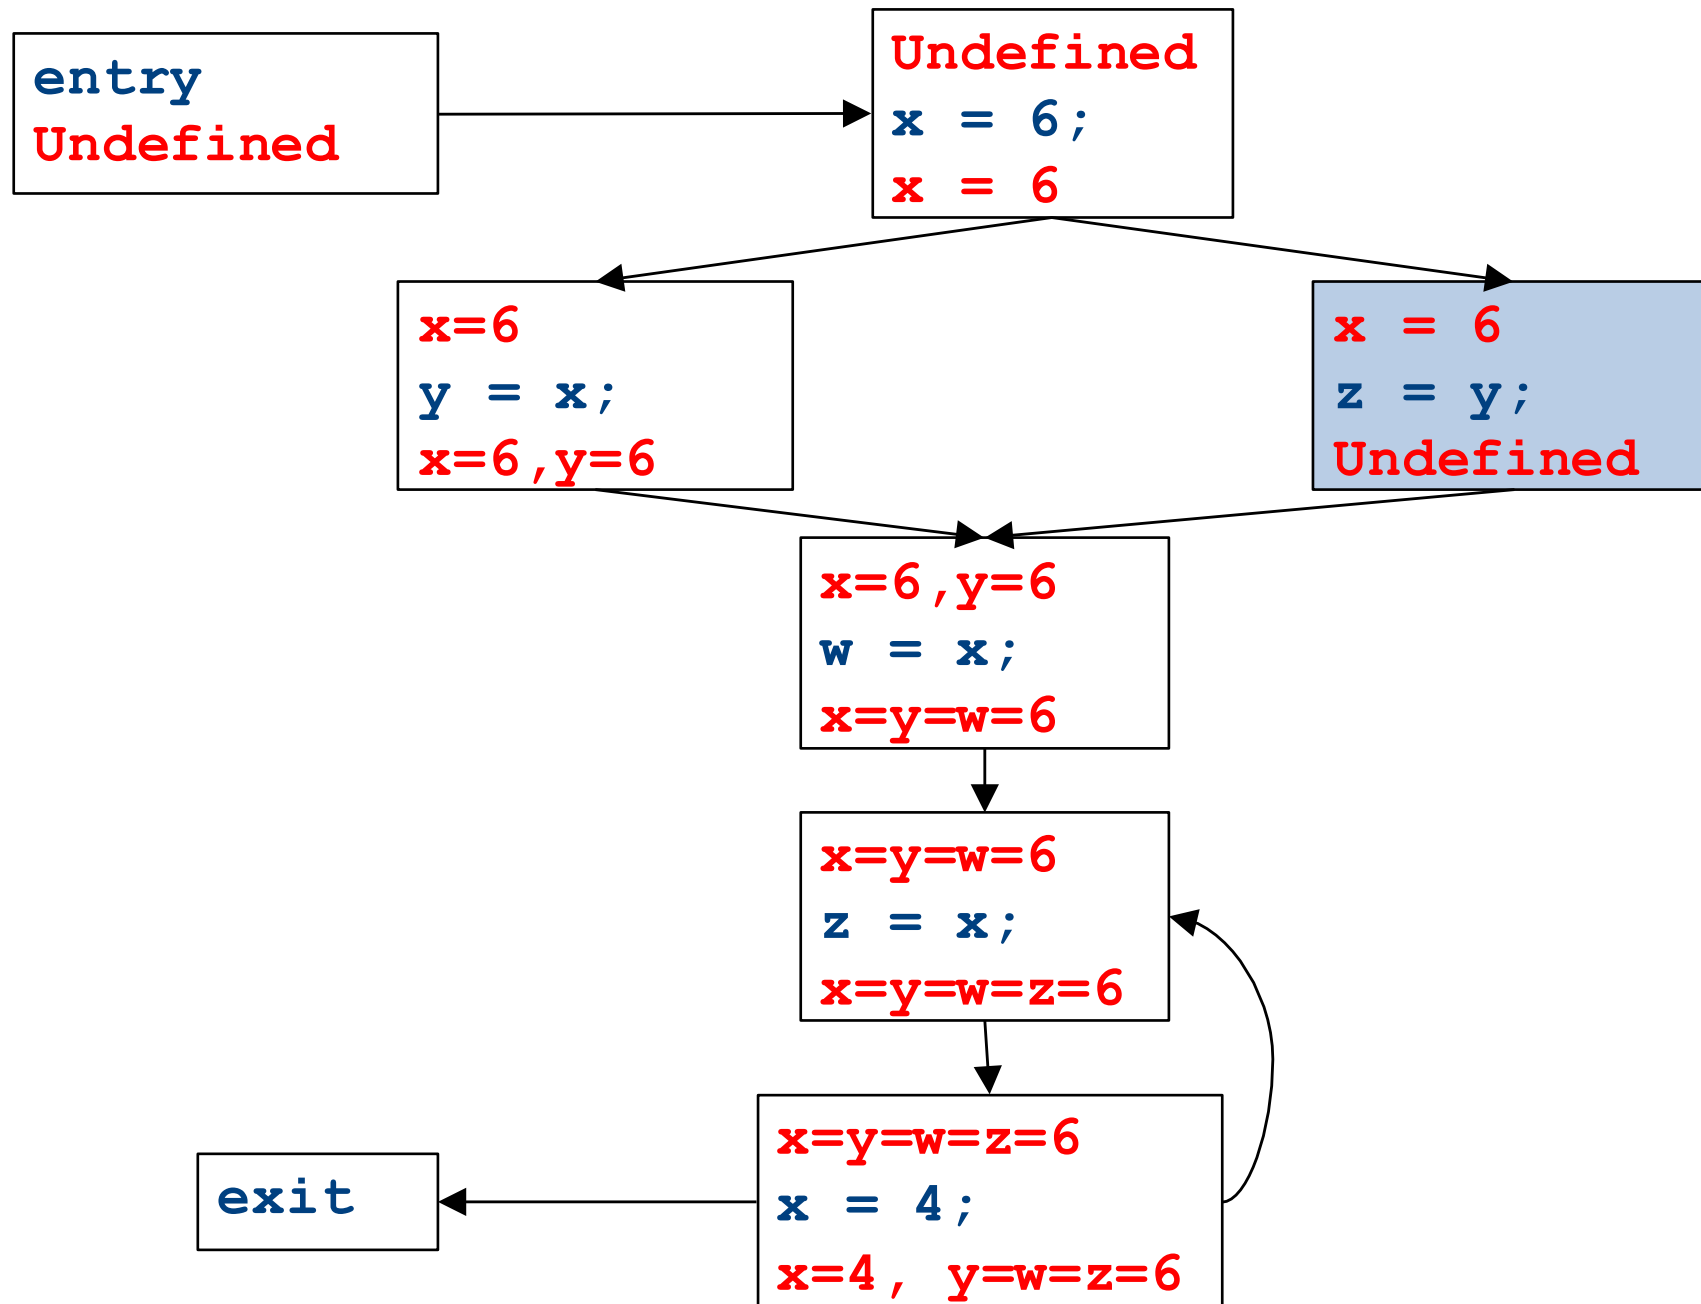 entry
Undefined
Undefined
x = 6;
x = 6
x=6
y = x;
x=6,y=6
x = 6
z = y;
Undefined
x=6,y=6
w = x;
x=y=w=6
x=y=w=6
z = x;
x=y=w=z=6
x=y=w=z=6
x = 4;
x=4, y=w=z=6
exit